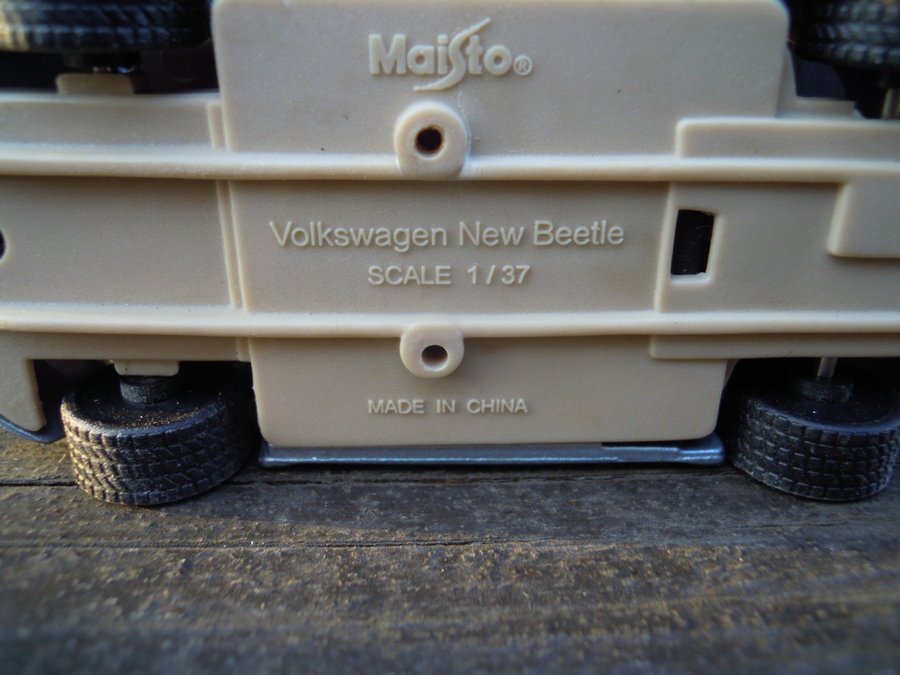 Maisto®
Volkswagen New Beetle
SCALE 1/37
MADE IN CHINA